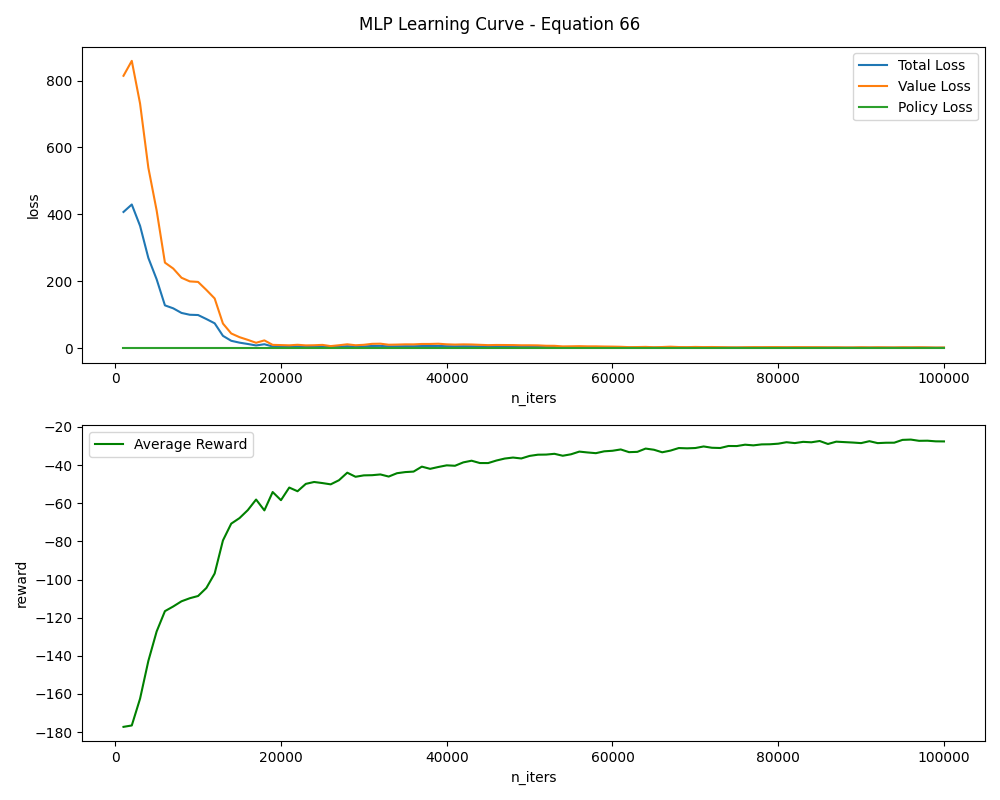 MLP Learning Curve - Equation 66
800
600
400
200
0
loss
Total Loss
Value Loss
Policy Loss
0 20000 40000 60000 80000 100000
n_iters
−20
−40
−60
−80
−100
−120
−140
−160
−180
reward
Average Reward
0 20000 40000 60000 80000 100000
n_iters